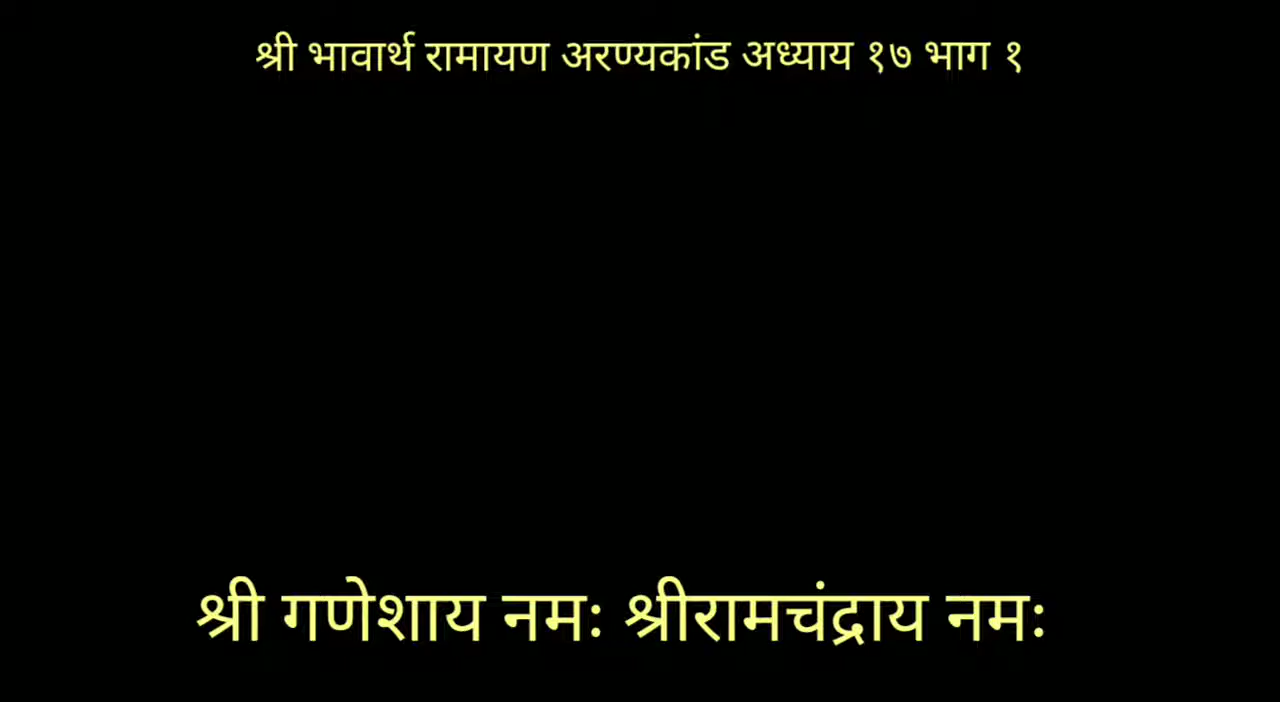 श्री भावार्थ रामायण अरण्यकांड अध्याय १७ भाग १
श्री गणेशाय नमः श्रीरामचंद्राय नमः